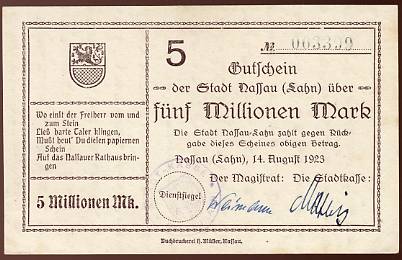 5
№ 003339
Gutschein
der Stadt Nassau (Lahn) über
fünf Millionen Mark
Die Stadt Nassau-Lahn zahlt gegen Rück-
gabe dieses Scheines obigen Betrag.
Nassau (Lahn), 14. August 1923
Der Magistrat: Die Stadtkasse:
Dienstsiegel
Wo einst der Freiherr vom und
zum Stein
Ließ harte Taler klingen,
Mußt heut' Du diesen papiernen
Schein
Auf das Nassauer Rathaus brin-
gen
5 Millionen Mk.
Buchdruckerei H. Müller, Nassau.